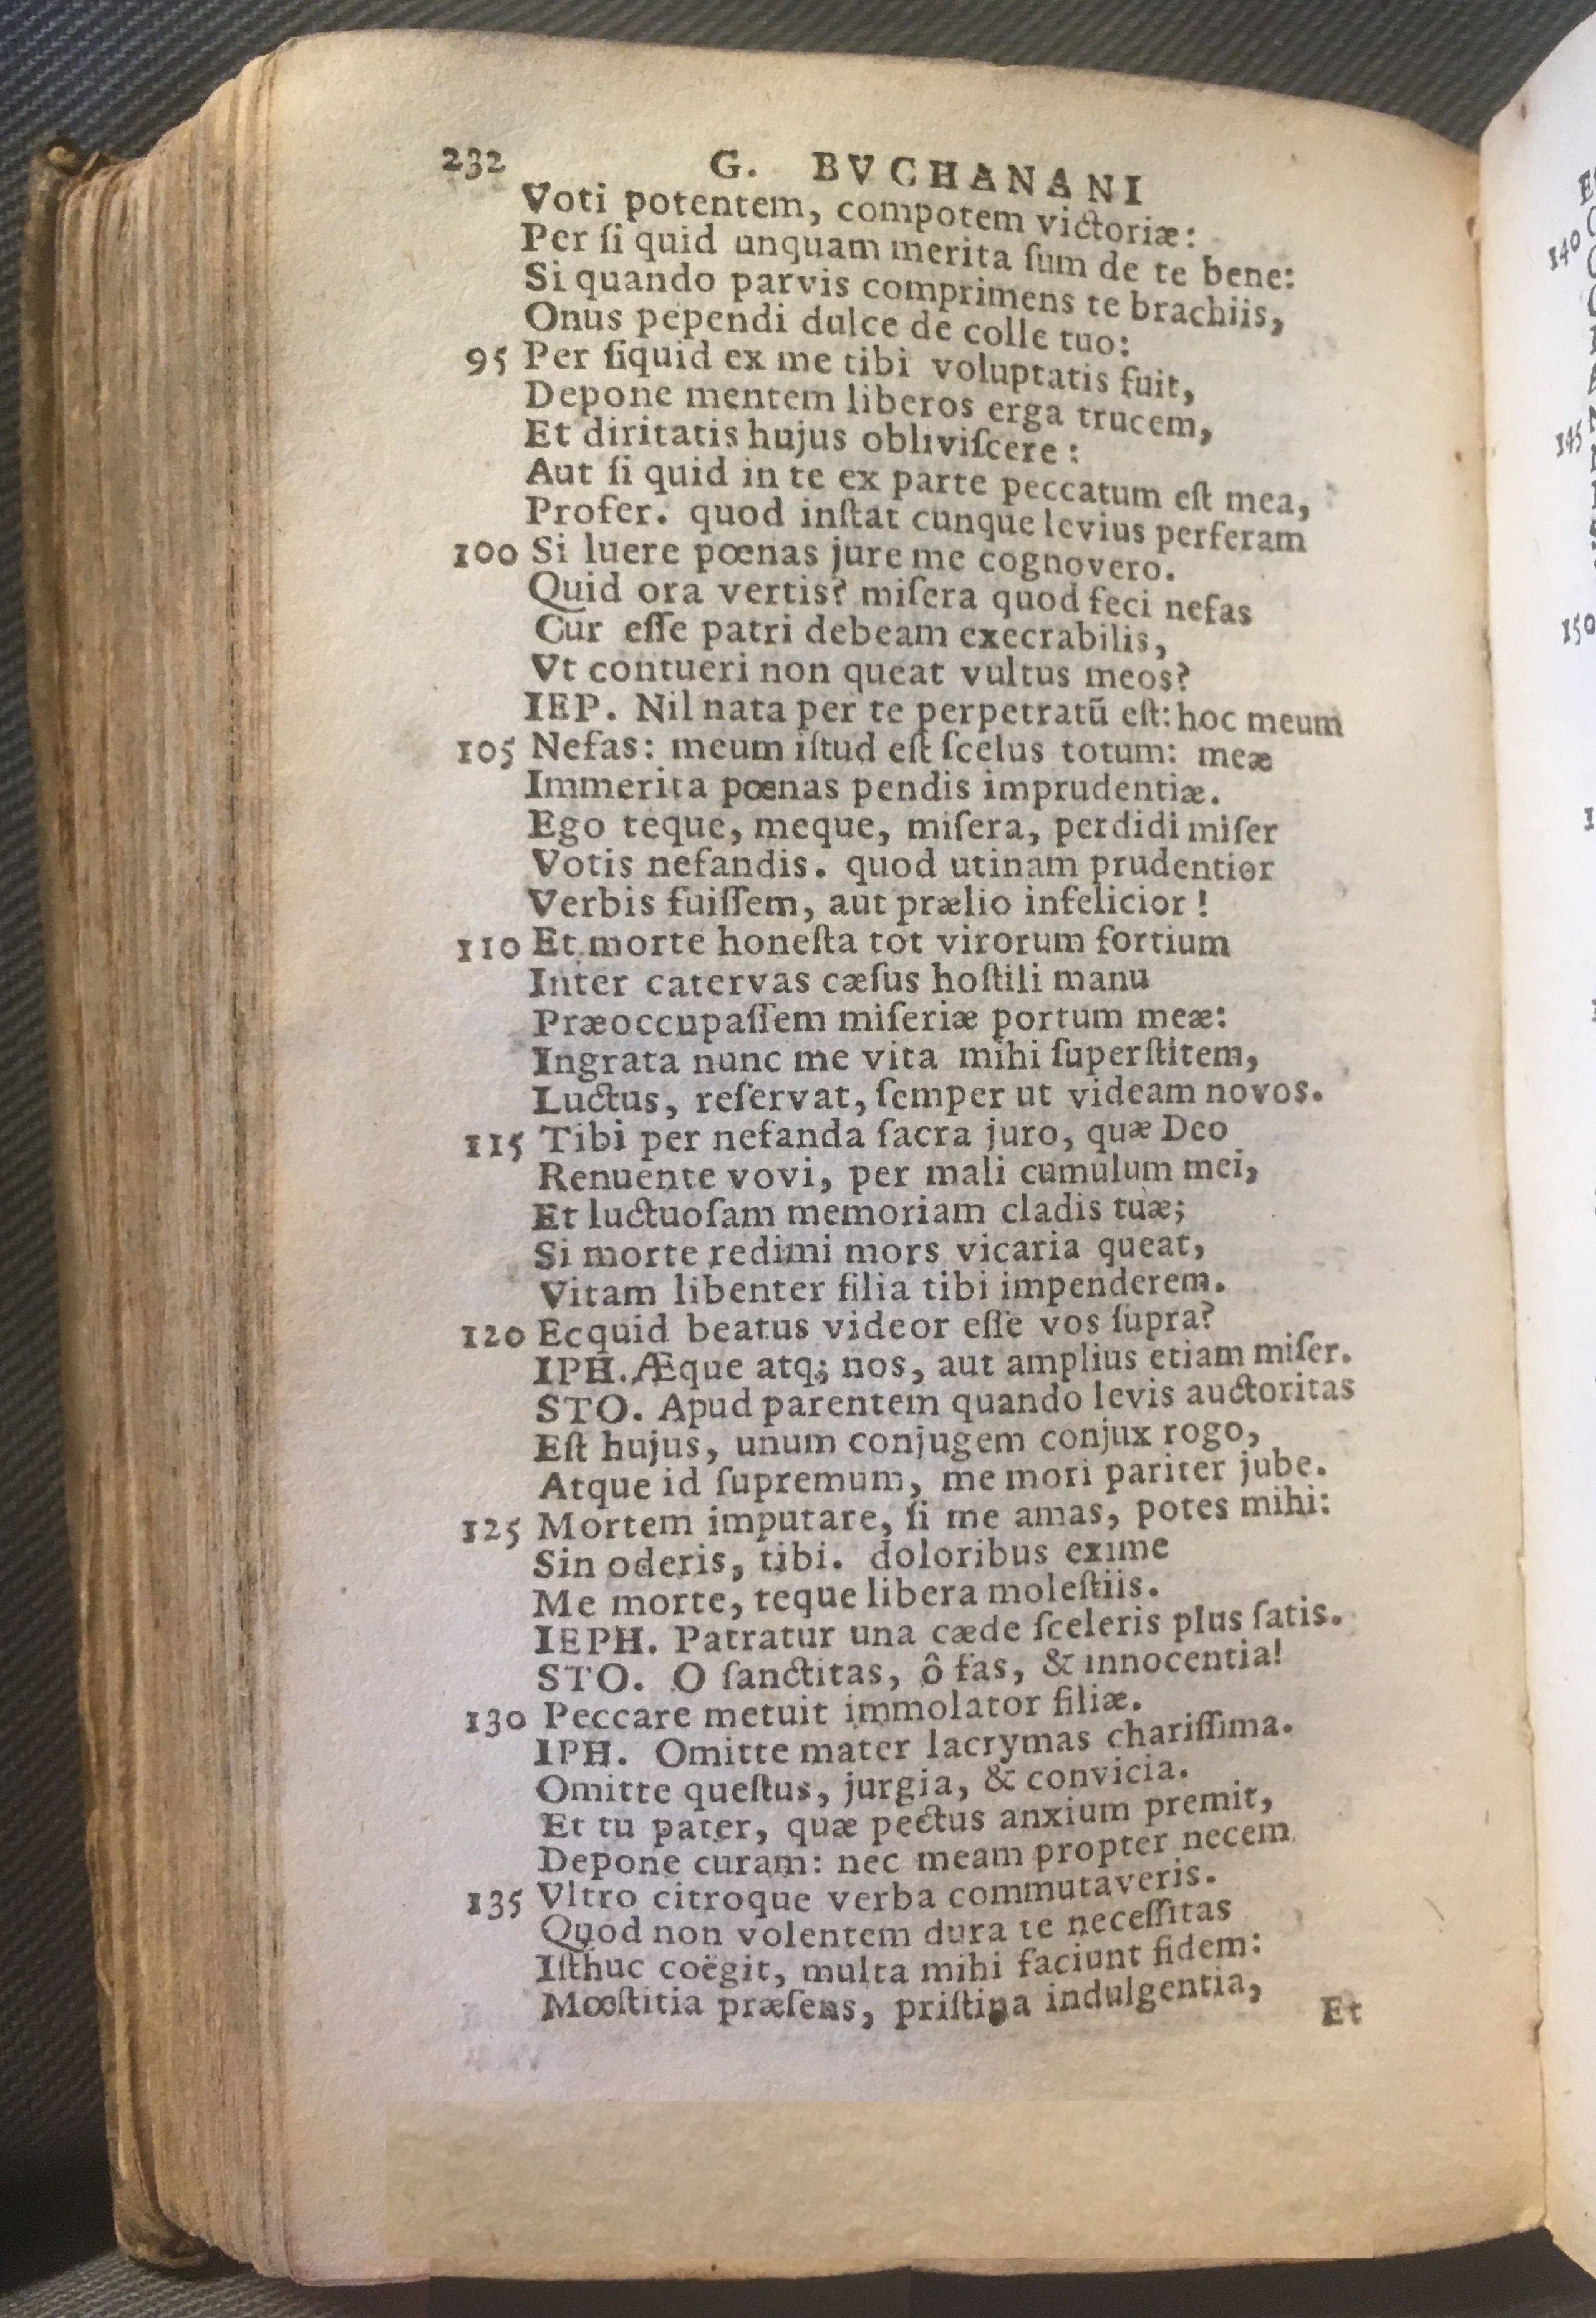 232 G. BVCHANANI
Voti potentem, compotem victoriæ:
Per ſi quid unquam merita ſum de te bene:
Si quando parvis comprimens te brachiis,
Onus pependi dulce de colle tuo:
95 Per ſiquid ex me tibi voluptatis fuit,
Depone mentem liberos erga trucem,
Et diritatis hujus obliviſcere:
Aut ſi quid in te ex parte peccatum eſt mea,
Profer. quod inſtat cunque levius perferam
100 Si luere pœnas jure me cognovero.
Quid ora vertis? miſera quod feci nefas
Cur eſſe patri debeam execrabilis,
Vt contueri non queat vultus meos?
IEP. Nil nata per te perpetratū eſt: hoc meum
105 Nefas: meum iſtud eſt ſcelus totum: meæ
Immerita pœnas pendis imprudentiæ.
Ego teque, meque, miſera, perdidi miſer
Votis nefandis. quod utinam prudentior
Verbis fuiſſem, aut prælio infelicior!
110 Et morte honeſta tot virorum fortium
Inter catervas cæſus hoſtili manu
Præoccupaſſem miſeriæ portum meæ:
Ingrata nunc me vita mihi ſuperſtitem,
Luctus, reſervat, ſemper ut videam novos.
115 Tibi per nefanda ſacra juro, quæ Deo
Renuente vovi, per mali cumulum mei,
Et luctuoſam memoriam cladis tuæ;
Si morte redimi mors vicaria queat,
Vitam libenter filia tibi impenderem.
120 Ecquid beatus videor eſſe vos ſupra?
IPH. Æque atq; nos, aut amplius etiam miſer.
STO. Apud parentem quando levis auctoritas
Eſt hujus, unum conjugem conjux rogo,
Atque id ſupremum, me mori pariter jube.
125 Mortem imputare, ſi me amas, potes mihi:
Sin oderis, tibi. doloribus exime
Me morte, teque libera moleſtiis.
IEPH. Patratur una cæde ſceleris plus ſatis.
STO. O ſanctitas, ô fas, & innocentia!
130 Peccare metuit immolator filiæ.
IPH. Omitte mater lacrymas chariſſima.
Omitte queſtus, jurgia, & convicia.
Et tu pater, quæ pectus anxium premit,
Depone curam: nec meam propter necem
135 Vltro citroque verba commutaveris.
Quod non volentem dura te neceſſitas
Iſthuc coëgit, multa mihi faciunt fidem:
Mœſtitia præſens, priſtina indulgentia,
Et
140
145
150